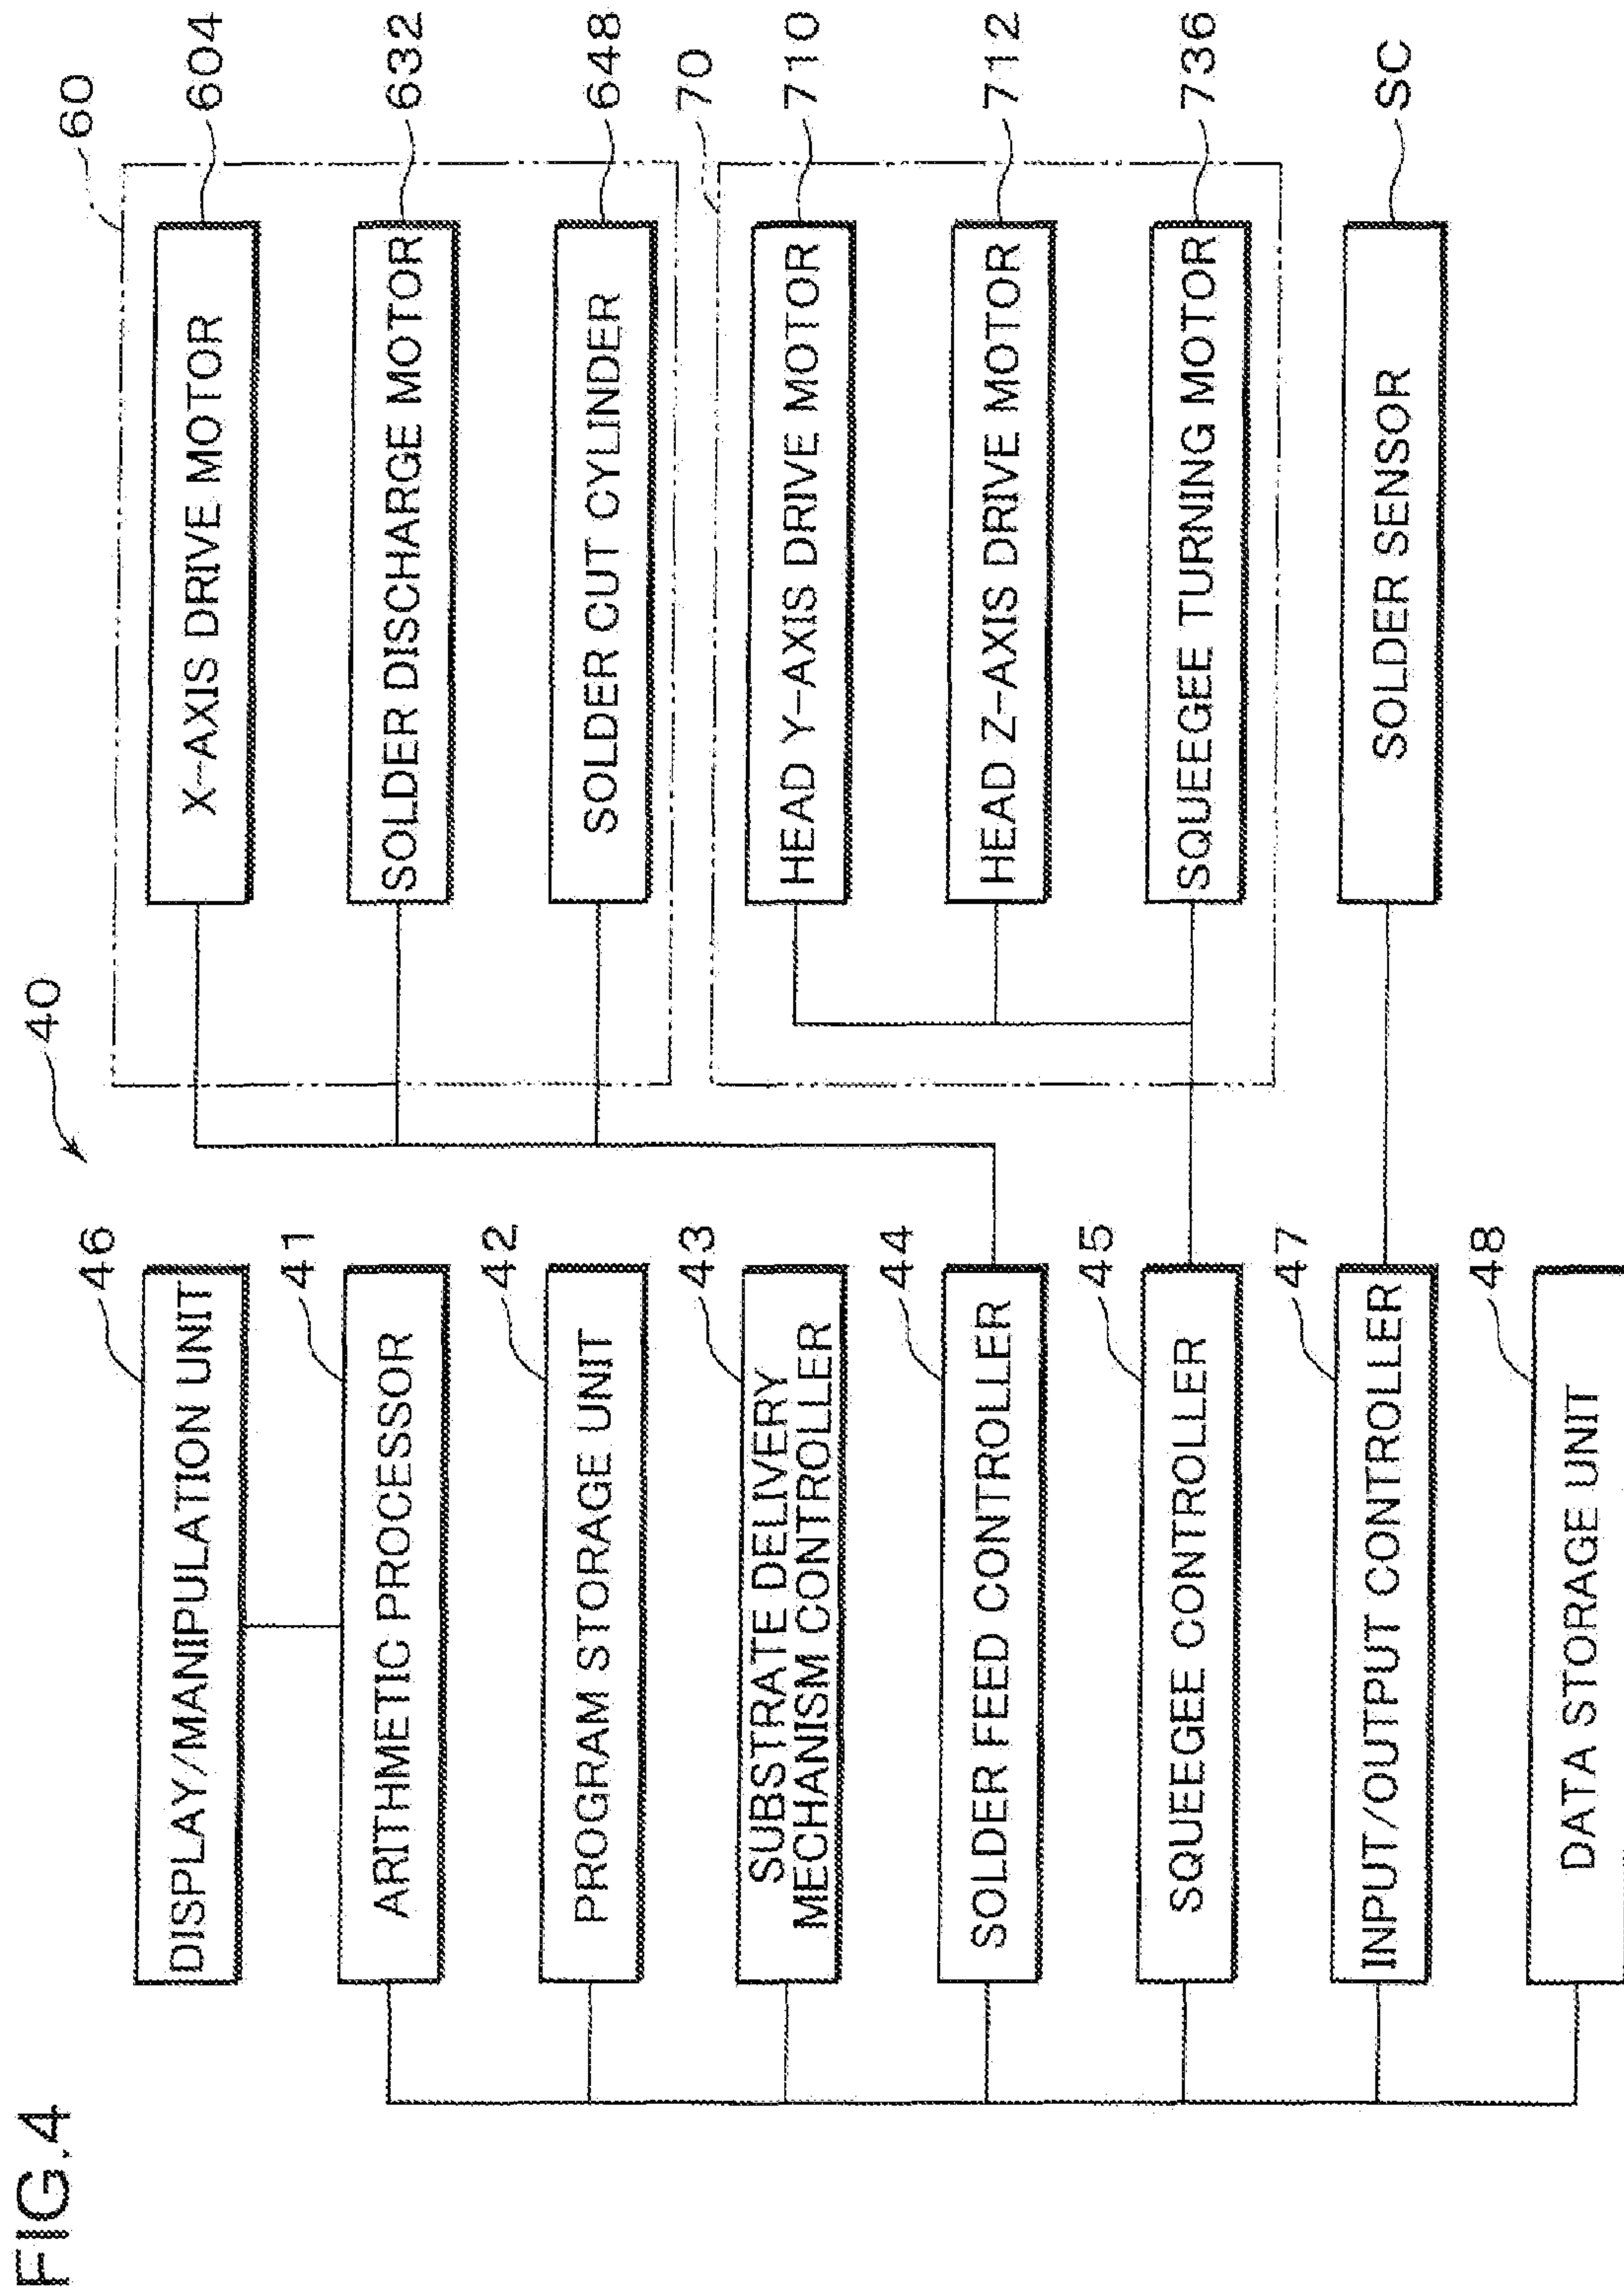 FIG.4
40
46
DISPLAY/MANIPULATION UNIT
41
ARITHMETIC PROCESSOR
42
PROGRAM STORAGE UNIT
43
SUBSTRATE DELIVERY
MECHANISM CONTROLLER
44
SOLDER FEED CONTROLLER
45
SQUEEGEE CONTROLLER
47
INPUT/OUTPUT CONTROLLER
48
DATA STORAGE UNIT
60
X-AXIS DRIVE MOTOR
604
SOLDER DISCHARGE MOTOR
632
SOLDER CUT CYLINDER
648
70
HEAD Y-AXIS DRIVE MOTOR
710
HEAD Z-AXIS DRIVE MOTOR
712
SQUEEGEE TURNING MOTOR
736
SOLDER SENSOR
SC